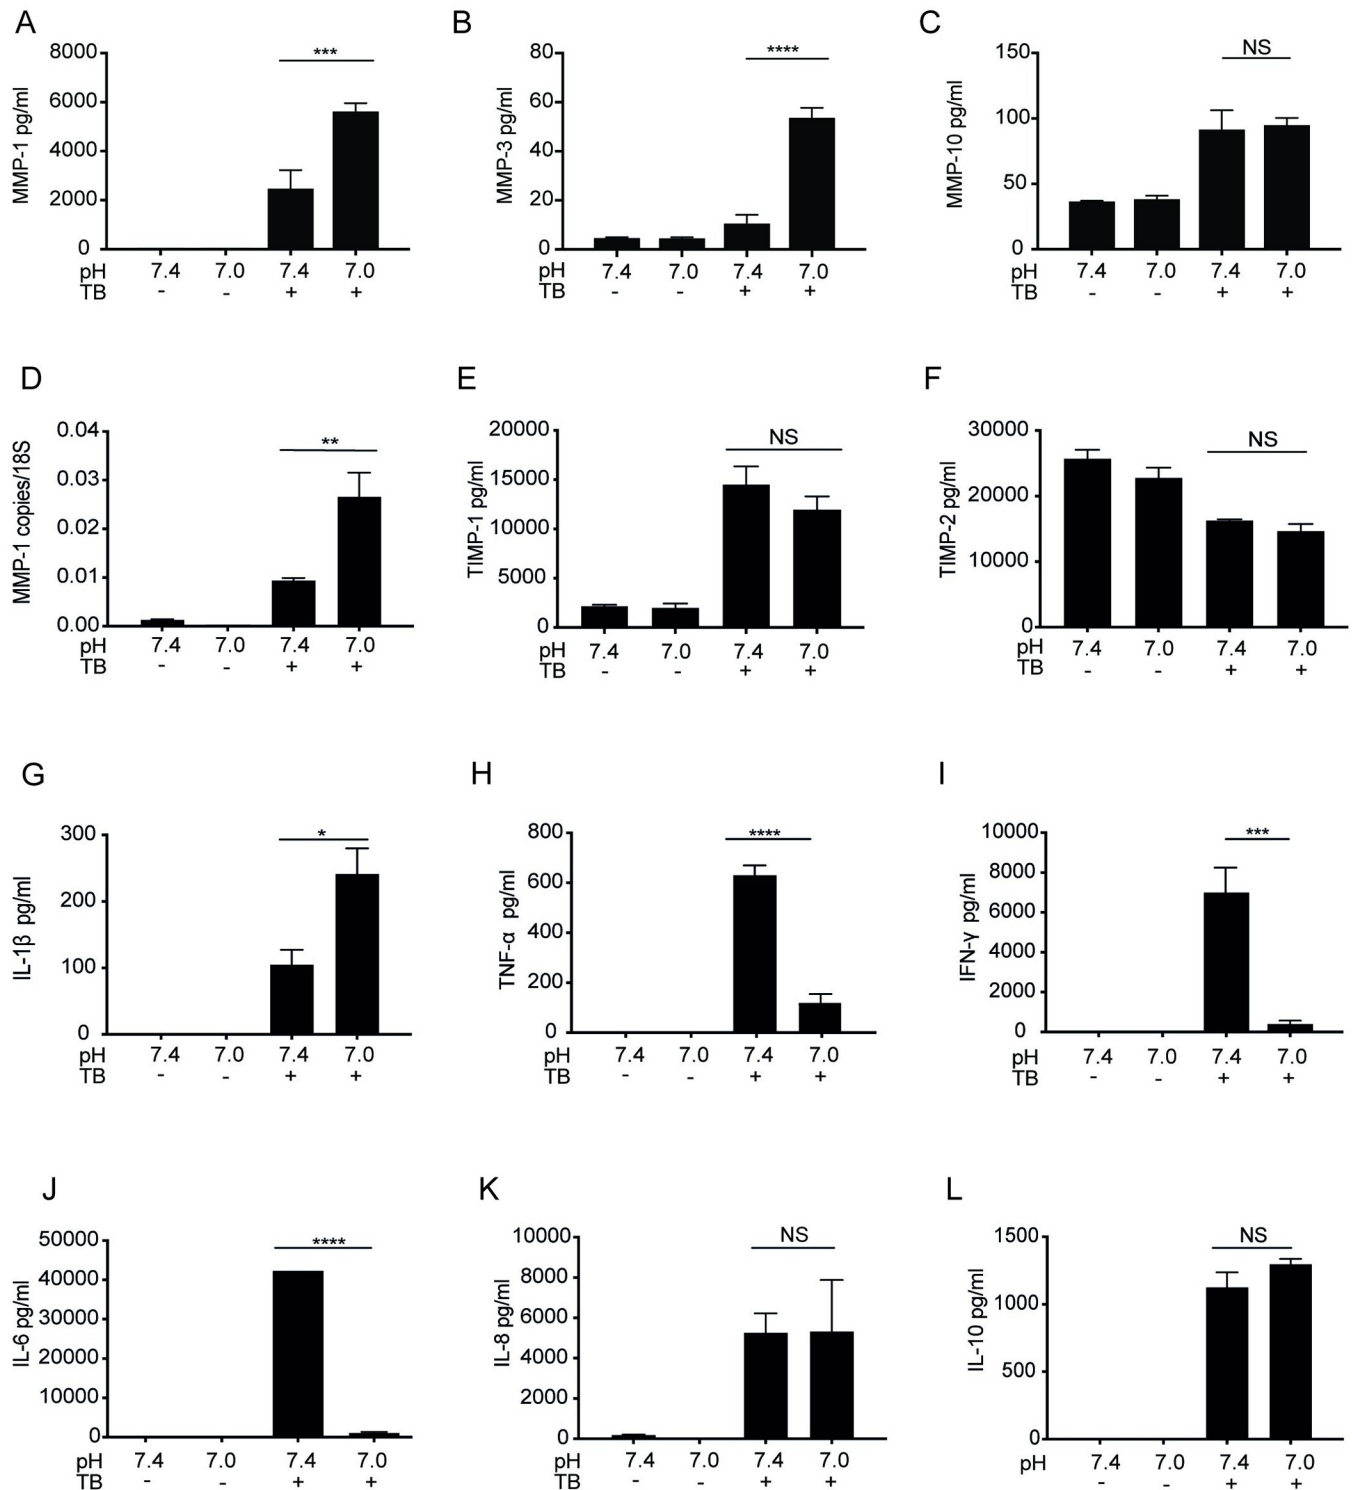 A
8000
6000
4000
2000
0
MMP-1 pg/ml
***
pH 7.4 7.0 7.4 7.0
TB - - + +
B
80
60
40
20
0
MMP-3 pg/ml
****
7.4 7.0 7.4 7.0
- - + +
C
150
100
50
0
MMP-10 pg/ml
NS
pH 7.4 7.0 7.4 7.0
TB - - + +
D
0.04
0.03
0.02
0.01
0.00
MMP-1 copies/18S
**
pH 7.4 7.0 7.4 7.0
TB - - + +
E
20000
15000
10000
5000
0
TIMP-1 pg/ml
NS
pH 7.4 7.0 7.4 7.0
TB - - + +
F
30000
20000
10000
0
TIMP-2 pg/ml
NS
pH 7.4 7.0 7.4 7.0
TB - - + +
G
300
200
100
0
IL-1β pg/ml
*
pH 7.4 7.0 7.4 7.0
TB - - + +
H
800
600
400
200
0
TNF-α pg/ml
****
pH 7.4 7.0 7.4 7.0
TB - - + +
I
10000
8000
6000
4000
2000
0
IFN-γ pg/ml
***
pH 7.4 7.0 7.4 7.0
TB - - + +
J
50000
40000
30000
20000
10000
0
IL-6 pg/ml
****
pH 7.4 7.0 7.4 7.0
TB - - + +
K
10000
8000
6000
4000
2000
0
IL-8 pg/ml
NS
pH 7.4 7.0 7.4 7.0
TB - - + +
L
1500
1000
500
0
IL-10 pg/ml
NS
pH 7.4 7.0 7.4 7.0
- - + +